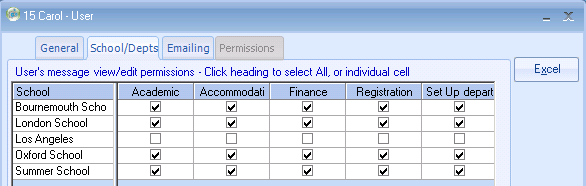 15 Carol - User
General School/Depts Emailing Permissions
User's message view/edit permissions - Click heading to select All, or individual cell
Excel
School Academic Accommodati Finance Registration Set Up depart
Bournemouth Scho
London School
Los Angeles
Oxford School
Summer School